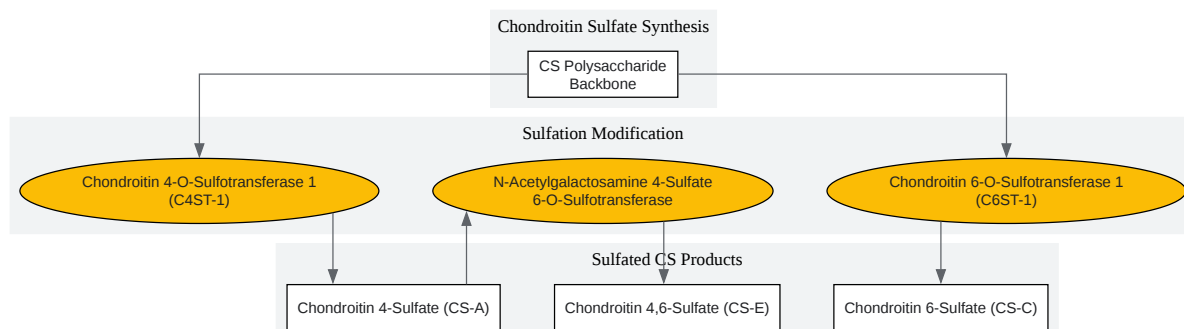 Chondroitin Sulfate Synthesis
CS Polysaccharide
Backbone
Sulfation Modification
Chondroitin 4-O-Sulfotransferase 1
(C4ST-1)
N-Acetylgalactosamine 4-Sulfate
6-O-Sulfotransferase
Chondroitin 6-O-Sulfotransferase 1
(C6ST-1)
Sulfated CS Products
Chondroitin 4-Sulfate (CS-A)
Chondroitin 4,6-Sulfate (CS-E)
Chondroitin 6-Sulfate (CS-C)